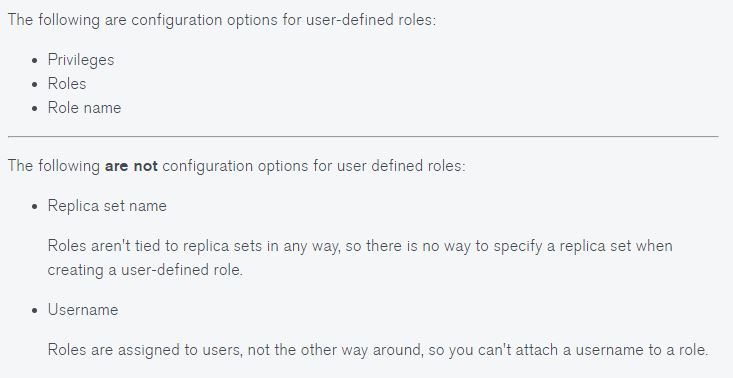 The following are configuration options for user-defined roles:
• Privileges
• Roles
• Role name
The following are not configuration options for user defined roles:
• Replica set name
Roles aren't tied to replica sets in any way, so there is no way to specify a replica set when
creating a user-defined role.
• Username
Roles are assigned to users, not the other way around, so you can't attach a username to a role.